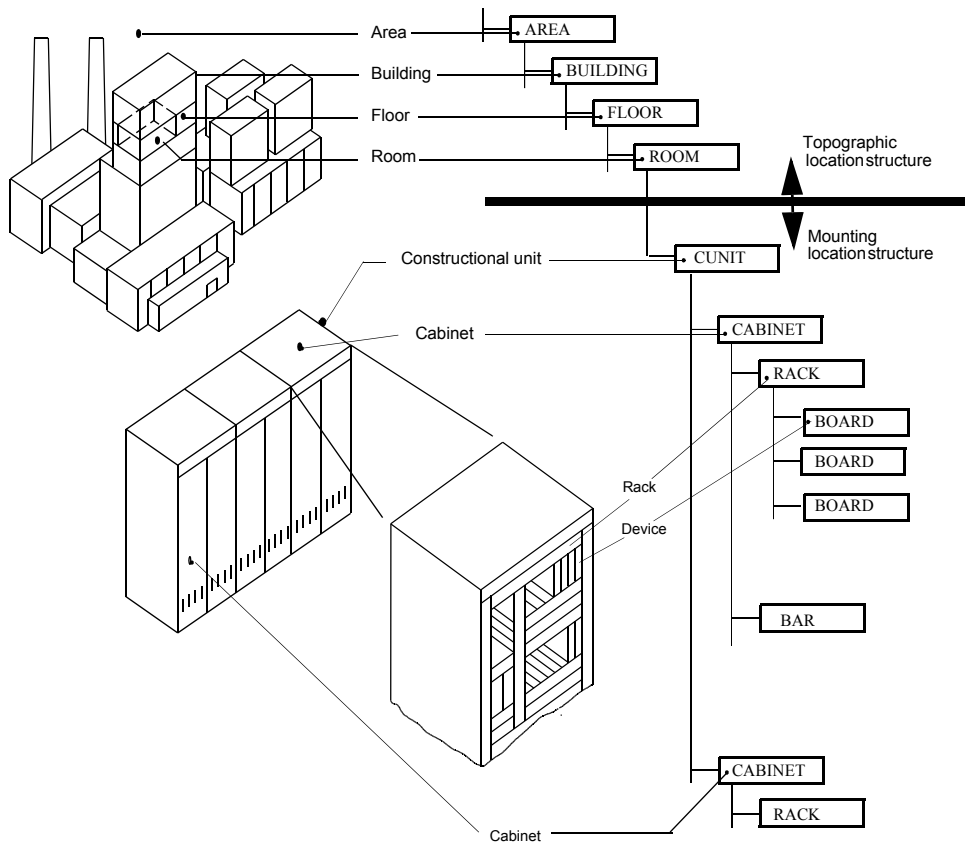 Area
AREA
Building
BUILDING
Floor
FLOOR
Room
ROOM
Topographic
location structure
Mounting
location structure
Constructional unit
CUNIT
Cabinet
CABINET
RACK
BOARD
BOARD
Rack
BOARD
Device
BAR
CABINET
RACK
Cabinet